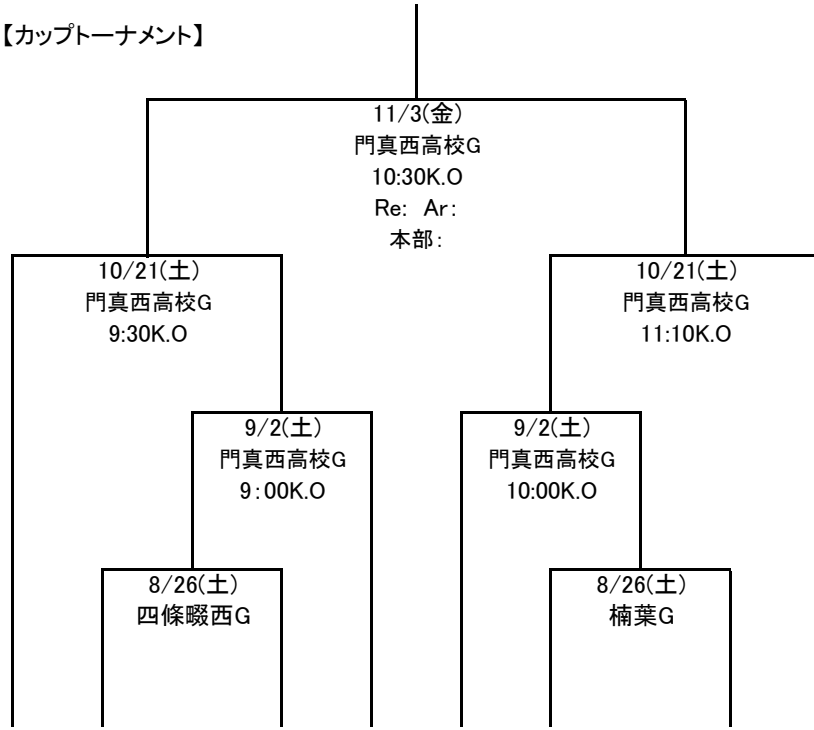 【カップトーナメント】
11/3(金)
門真西高校G
10:30K.O
Re: Ar:
本部:
10/21(土)
門真西高校G
9:30K.O
10/21(土)
門真西高校G
11:10K.O
9/2(土)
門真西高校G
9:00K.O
9/2(土)
門真西高校G
10:00K.O
8/26(土)
四條畷西G
8/26(土)
楠葉G